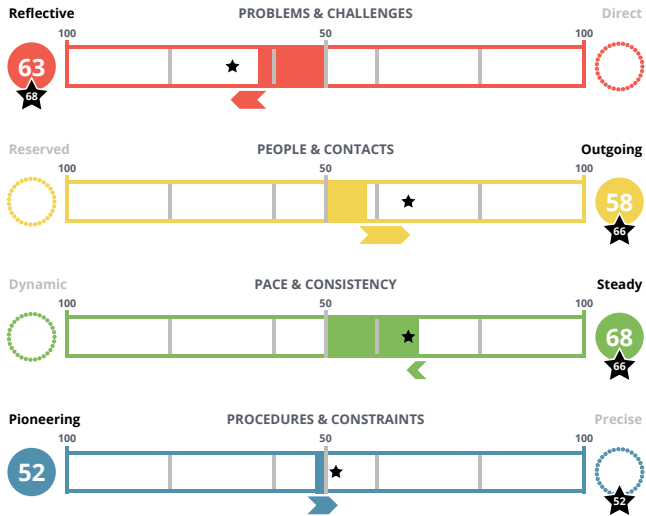 Reflective PROBLEMS & CHALLENGES Direct
100 50 100
63
68
Reserved PEOPLE & CONTACTS Outgoing
100 50 100
58
66
Dynamic PACE & CONSISTENCY Steady
100 50 100
68
66
Pioneering PROCEDURES & CONSTRAINTS Precise
100 50 100
52
52